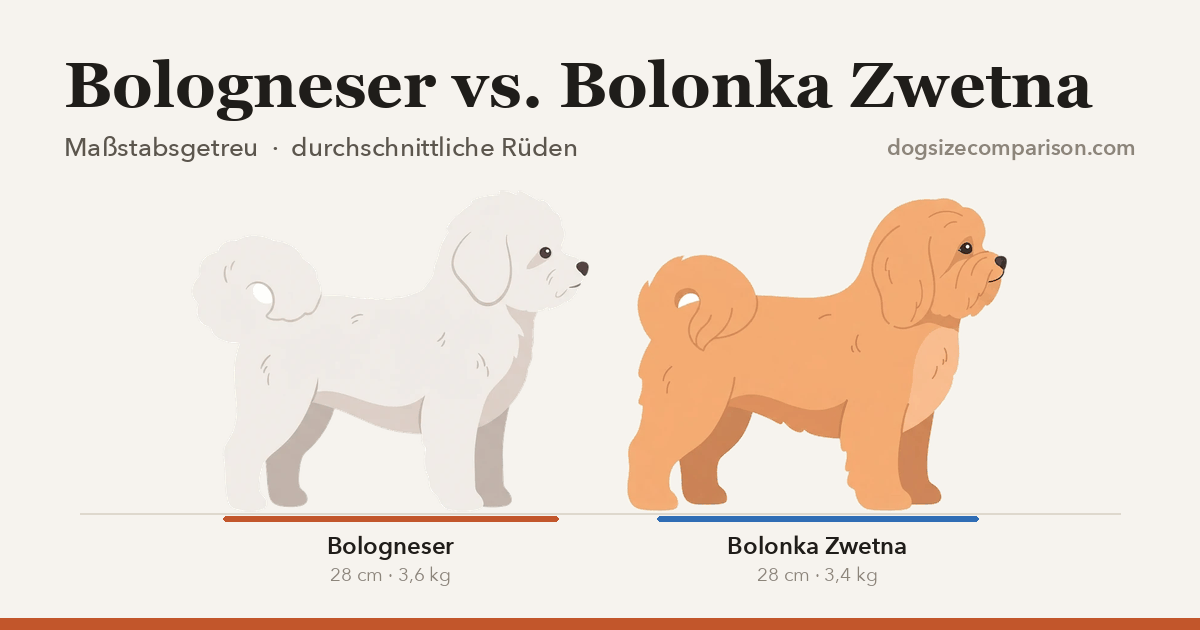 Bologneser vs. Bolonka Zwetna
Maßstabsgetreu · durchschnittliche Rüden
dogsizecomparison.com
Bologneser
28 cm · 3,6 kg
Bolonka Zwetna
28 cm · 3,4 kg